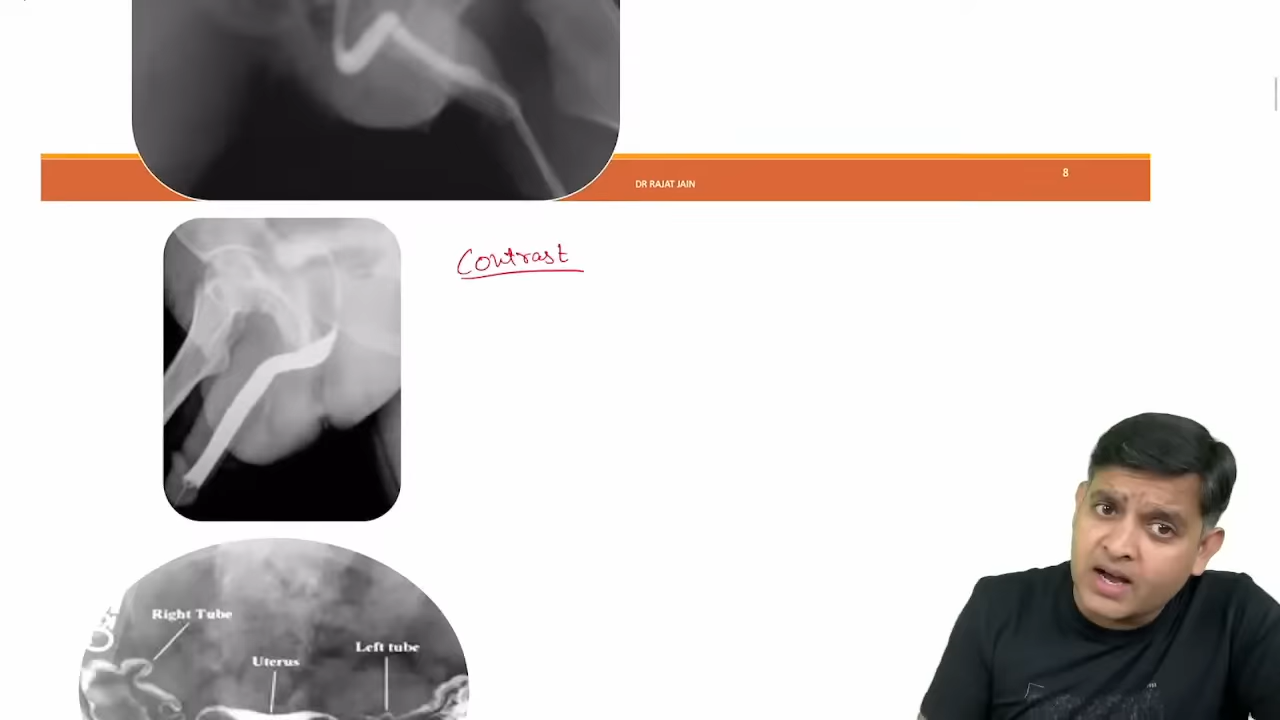 8
DR RAJAT JAIN
Contrast
Right Tube
Left tube
Uterus